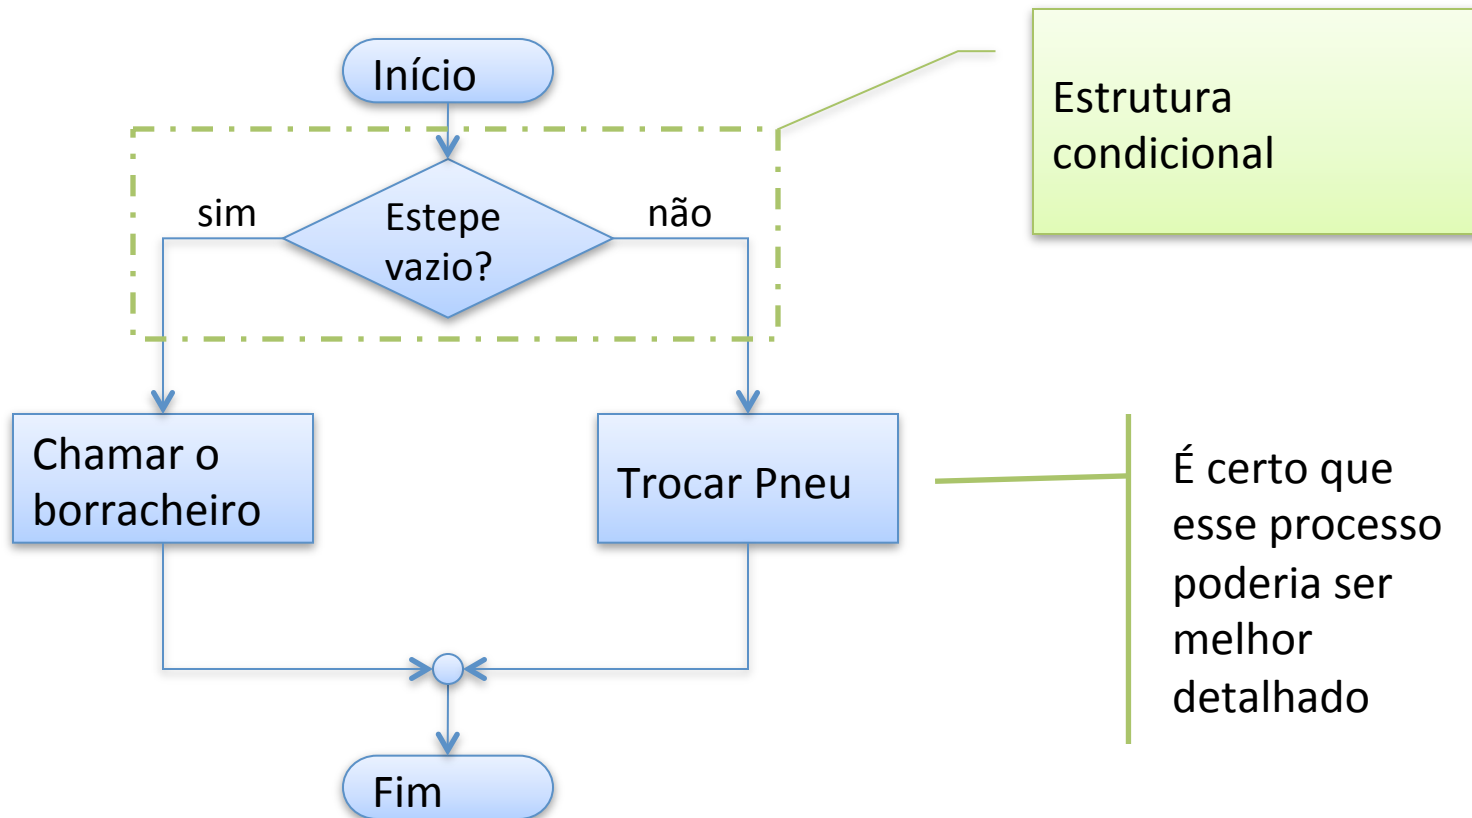 Início
Estrutura
condicional
sim
Estepe
vazio?
não
Chamar o
borracheiro
Trocar Pneu
É certo que
esse processo
poderia ser
melhor
detalhado
Fim